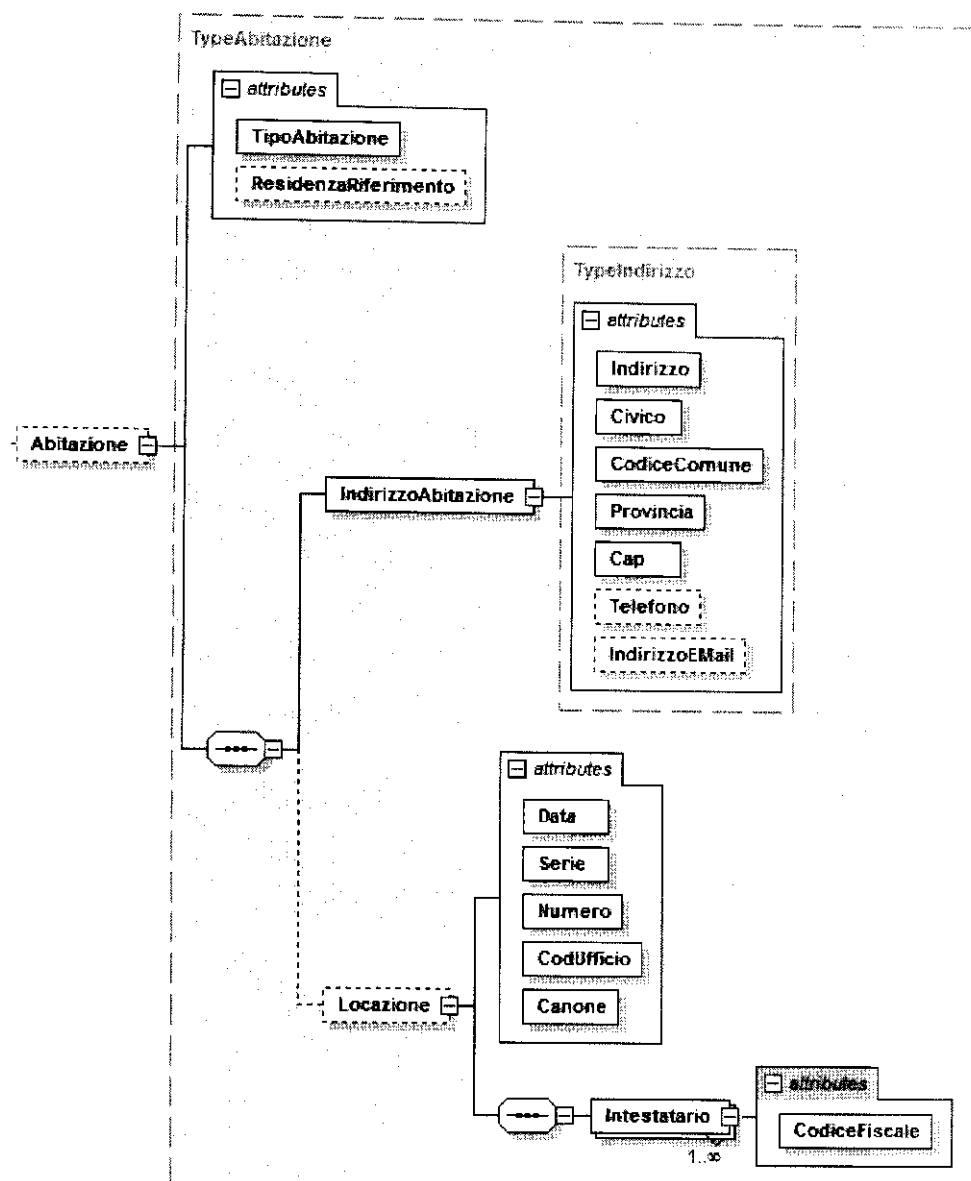 TypeAbitazione
attributes
TipoAbitazione
ResidenzaRiferimento
TypeIndirizzo
attributes
Indirizzo
Civico
CodiceComune
Provincia
Cap
Telefono
IndirizzoEMail
Abitazione
IndirizzoAbitazione
attributes
Data
Serie
Numero
CodUfficio
Canone
Locazione
attributes
Intestatario
CodiceFiscale
1..∞